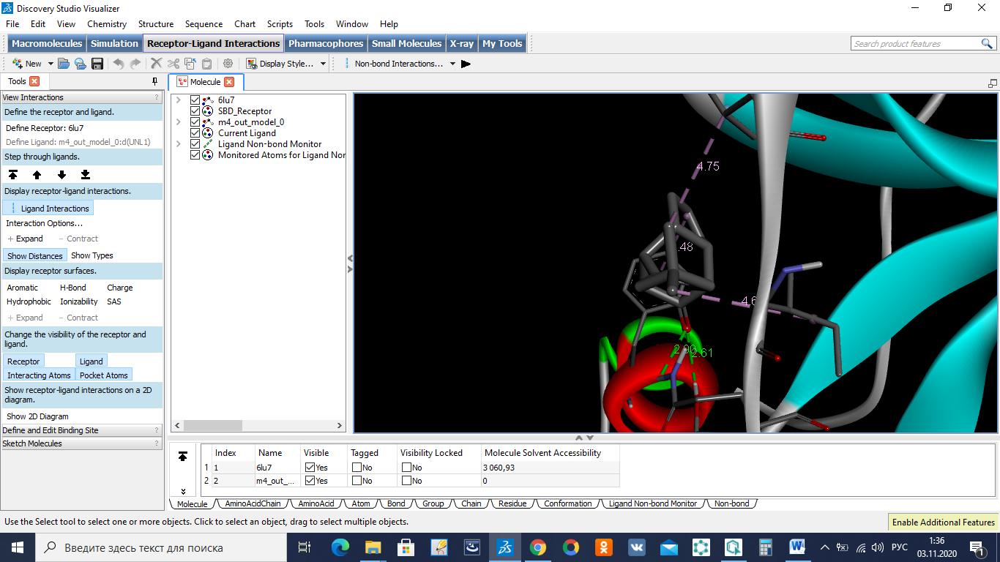 Discovery Studio Visualizer
File Edit View Chemistry Structure Sequence Chart Scripts Tools Window Help
Macromolecules Simulation Receptor-Ligand Interactions Pharmacophores Small Molecules X-ray My Tools
Search product features
New Display Style... Non-bond Interactions...
Tools
View Interactions ?
Define the receptor and ligand.
Define Receptor: 6lu7
Define Ligand: m4_out_model_0:d(UNL1)
Step through ligands.
Display receptor-ligand interactions.
Ligand Interactions
Interaction Options...
+ Expand - Contract
Show Distances Show Types
Display receptor surfaces.
Aromatic H-Bond Charge
Hydrophobic Ionizability SAS
+ Expand - Contract
Change the visibility of the receptor and
ligand.
Receptor Ligand
Interacting Atoms Pocket Atoms
Show receptor-ligand interactions on a 2D
diagram.
Show 2D Diagram
Define and Edit Binding Site ?
Sketch Molecules ?
Molecule
6lu7
SBD_Receptor
m4_out_model_0
Current Ligand
Ligand Non-bond Monitor
Monitored Atoms for Ligand Nor
4.75
.48
4.6
2.61
Index Name Visible Tagged Visibility Locked Molecule Solvent Accessibility
1 1 6lu7 Yes No No 3 060,93
2 2 m4_out_... Yes No No 0
Molecule AminoAcidChain AminoAcid Atom Bond Group Chain Residue Conformation Ligand Non-bond Monitor Non-bond
Use the Select tool to select one or more objects. Click to select an object, drag to select multiple objects.
Enable Additional Features
Введите здесь текст для поиска
РУС
1:36
03.11.2020
1